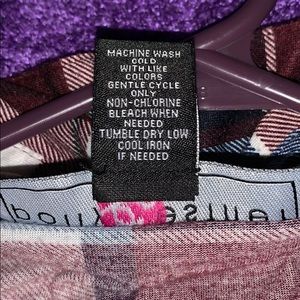 MACHINE WASH
COLD
WITH LIKE
COLORS
GENTLE CYCLE
ONLY
NON-CHLORINE
BLEACH WHEN
NEEDED
TUMBLE DRY LOW
COOL IRON
IF NEEDED